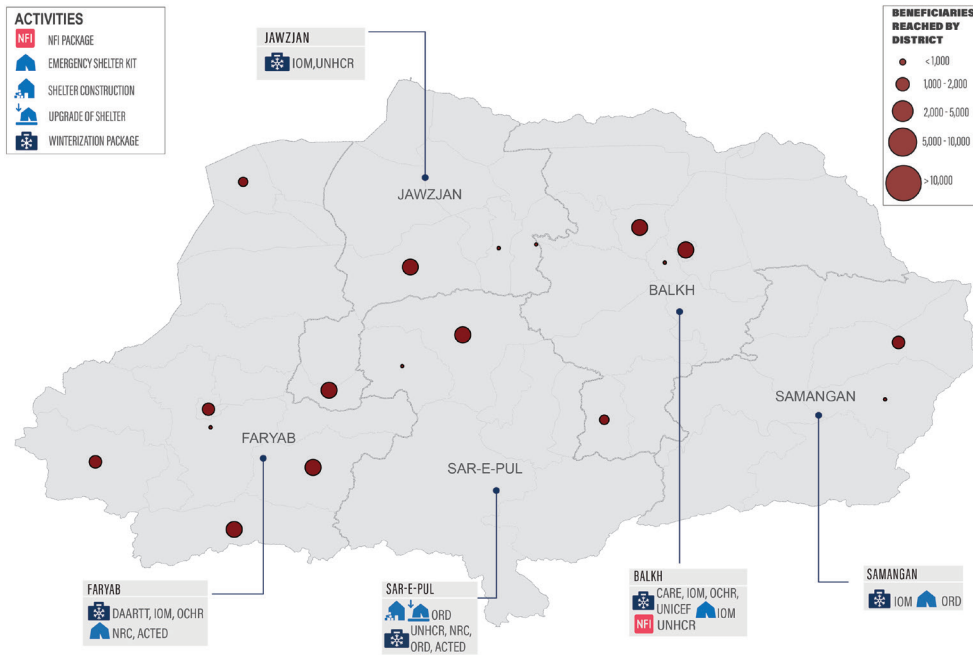 ACTIVITIES
NFI NFI PACKAGE
EMERGENCY SHELTER KIT
SHELTER CONSTRUCTION
UPGRADE OF SHELTER
WINTERIZATION PACKAGE
JAWZJAN
IOM,UNHCR
BENEFICIARIES
REACHED BY
DISTRICT
<1,000
1,000 - 2,000
2,000 - 5,000
5,000 - 10,000
>10,000
JAWZJAN
BALKH
SAMANGAN
FARYAB
SAR-E-PUL
FARYAB
DAARTT, IOM, OCHR
NRC, ACTED
SAR-E-PUL
ORD
UNHCR, NRC,
ORD, ACTED
BALKH
CARE, IOM, OCHR,
UNICEF IOM
NFI UNHCR
SAMANGAN
IOM ORD